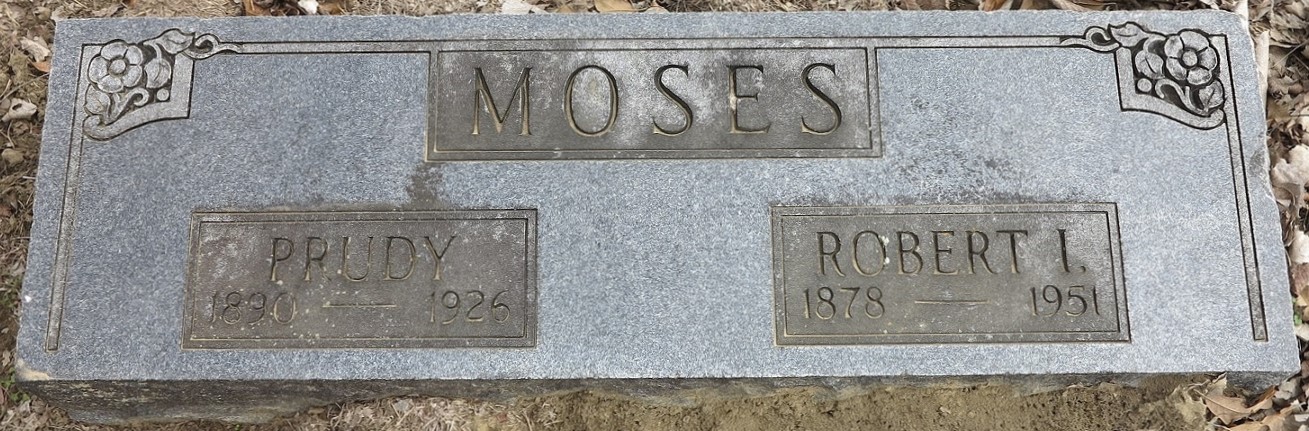 MOSES
PRUDY
1890 — 1926
ROBERT I.
1878 — 1951